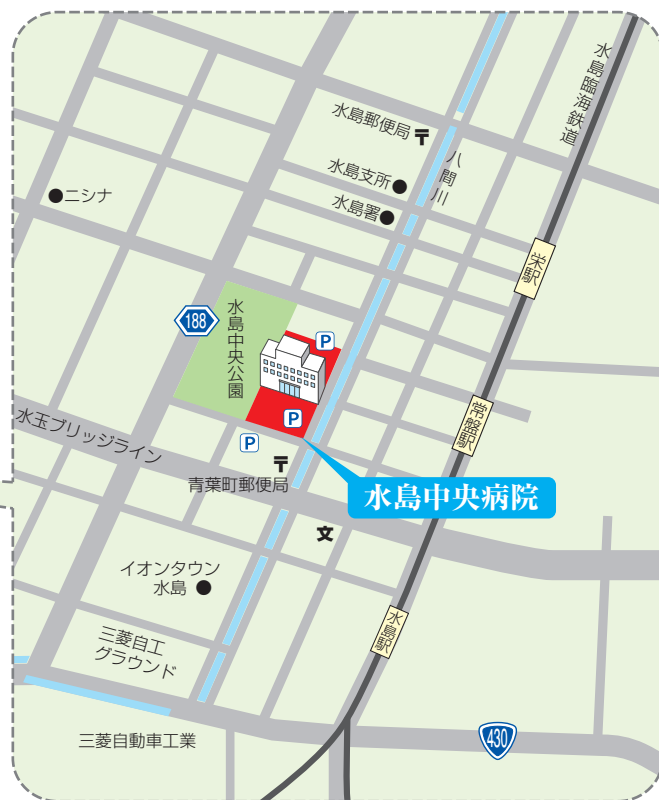 水島臨海鉄道
水島郵便局
〒
八間川
水島支所
水島署
ニシナ
栄駅
188
水島中央公園
P
P
P
常盤駅
水玉ブリッジライン
〒
青葉町郵便局
水島中央病院
文
イオンタウン
水島
水島駅
三菱自工
グラウンド
三菱自動車工業
430